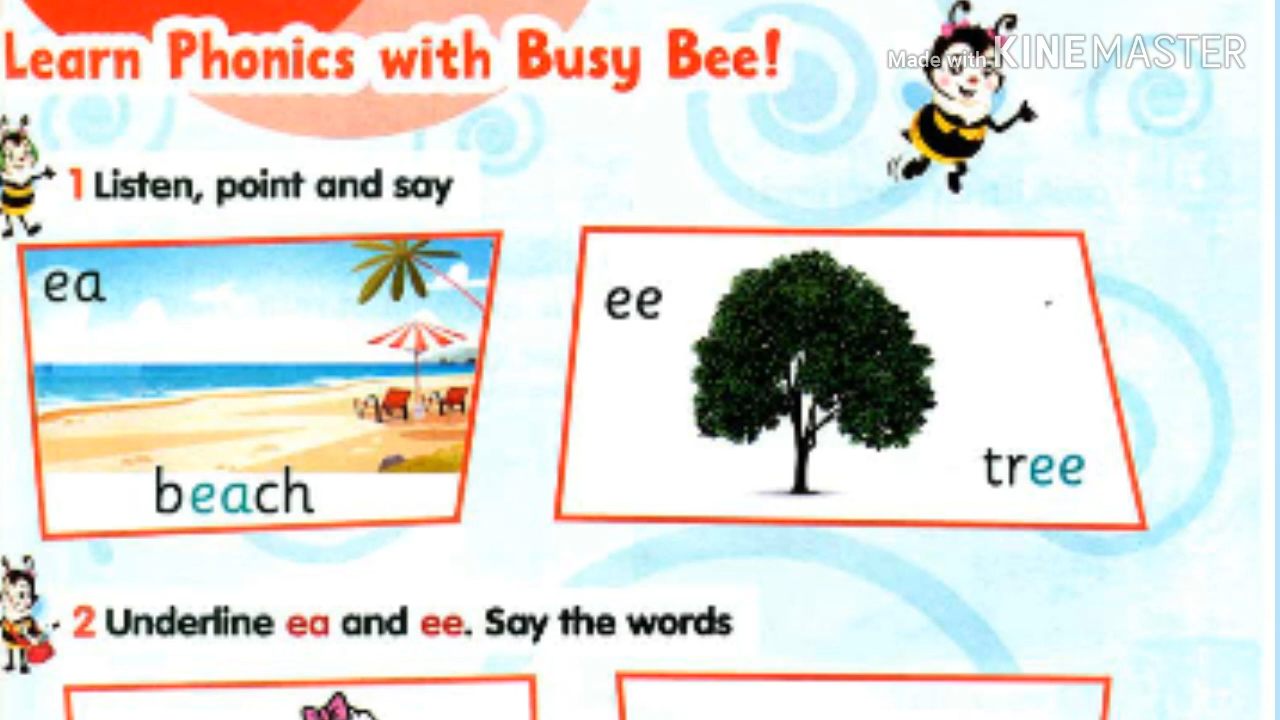 Learn Phonics with Busy Bee!
Made with KINEMASTER
1 Listen, point and say
ea
beach
ee
tree
2 Underline ea and ee. Say the words